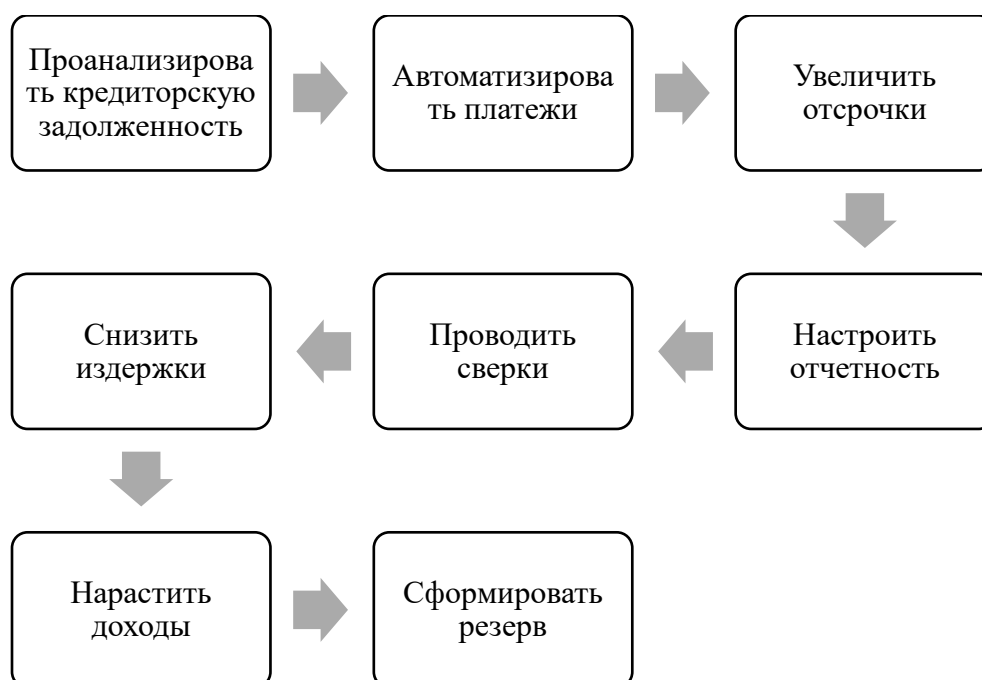 Проанализирова
ть кредиторскую
задолженность
Автоматизирова
ть платежи
Увеличить
отсрочки
Настроить
отчетность
Проводить
сверки
Снизить
издержки
Нарастить
доходы
Сформировать
резерв